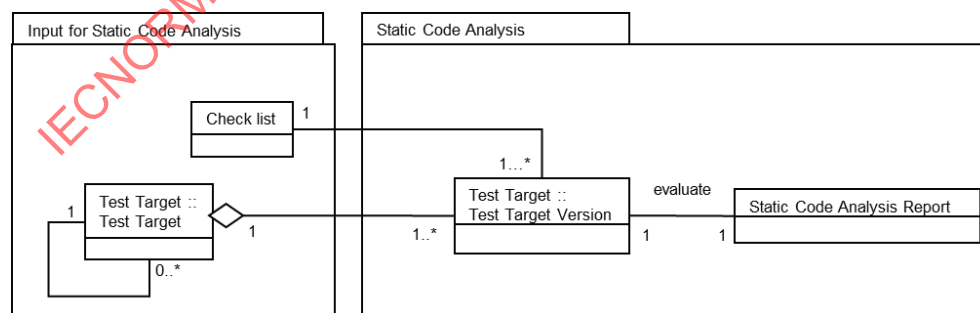 Input for Static Code Analysis
Static Code Analysis
IECNORM
Check list
1
1...*
Test Target ::
Test Target
1
0..*
1
Test Target ::
Test Target Version
1..*
evaluate
1
1
Static Code Analysis Report